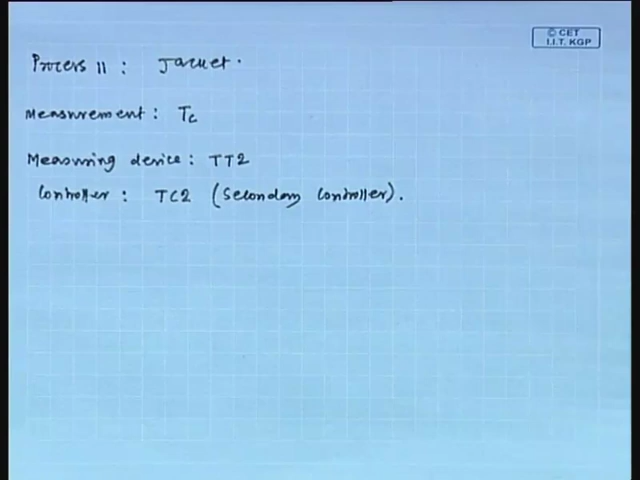 © CET
I.I.T. KGP
Process II : Jacket.
Measurement : Tc
Measuring device : TT2
Controller : TC2 (Secondary Controller).